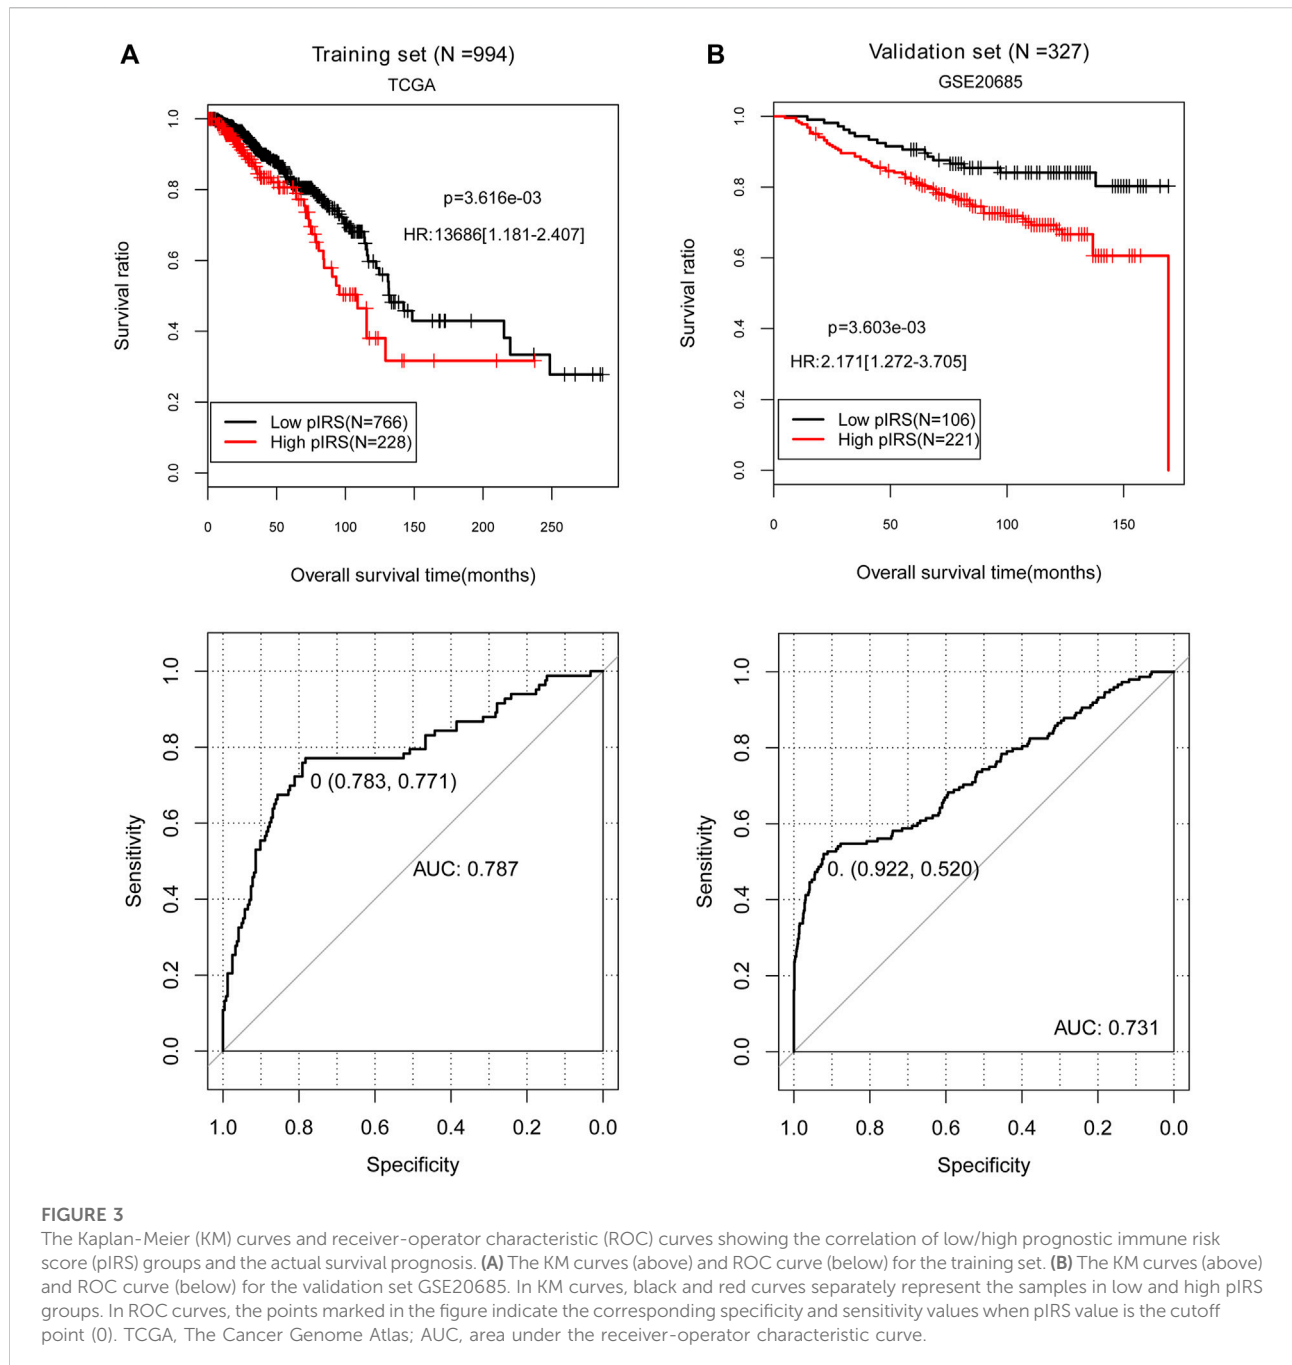 A
Training set (N =994)
TCGA
Survival ratio
1.0
0.8
0.6
0.4
0.2
0.0
p=3.616e-03
HR:13686[1.181-2.407]
Low pIRS(N=766)
High pIRS(N=228)
0 50 100 150 200 250
Overall survival time(months)
B
Validation set (N =327)
GSE20685
Survival ratio
1.0
0.8
0.6
0.4
0.2
0.0
p=3.603e-03
HR:2.171[1.272-3.705]
Low pIRS(N=106)
High pIRS(N=221)
0 50 100 150
Overall survival time(months)
Sensitivity
1.0
0.8
0.6
0.4
0.2
0.0
0 (0.783, 0.771)
AUC: 0.787
1.0 0.8 0.6 0.4 0.2 0.0
Specificity
Sensitivity
1.0
0.8
0.6
0.4
0.2
0.0
0. (0.922, 0.520)
AUC: 0.731
1.0 0.8 0.6 0.4 0.2 0.0
Specificity
FIGURE 3
The Kaplan-Meier (KM) curves and receiver-operator characteristic (ROC) curves showing the correlation of low/high prognostic immune risk
score (pIRS) groups and the actual survival prognosis. (A) The KM curves (above) and ROC curve (below) for the training set. (B) The KM curves (above)
and ROC curve (below) for the validation set GSE20685. In KM curves, black and red curves separately represent the samples in low and high pIRS
groups. In ROC curves, the points marked in the figure indicate the corresponding specificity and sensitivity values when pIRS value is the cutoff
point (0). TCGA, The Cancer Genome Atlas; AUC, area under the receiver-operator characteristic curve.